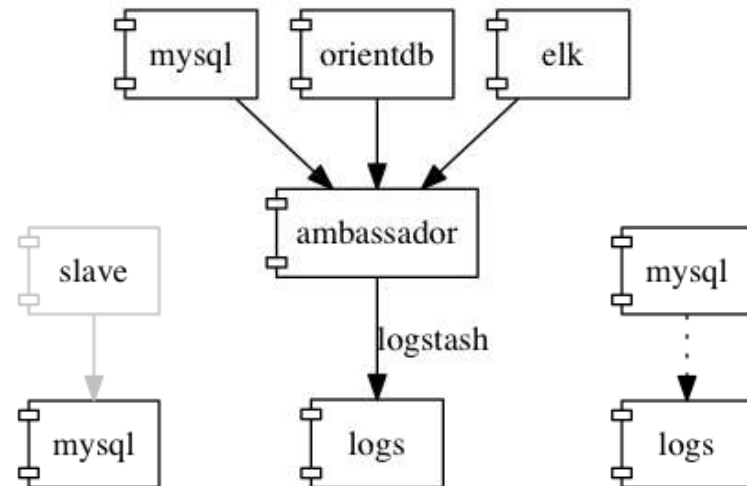 mysql
orientdb
elk
ambassador
slave
mysql
logstash
mysql
logs
logs